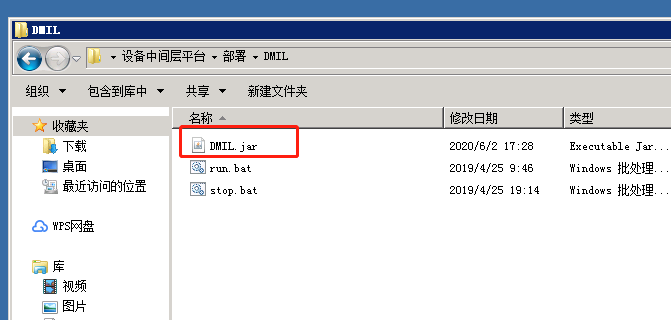 DMIL
设备中间层平台 部署 DMIL
组织 包含到库中 共享 新建文件夹
名称 修改日期 类型
收藏夹
DMIL.jar 2020/6/2 17:28 Executable Jar...
下载
run.bat 2019/4/25 9:46 Windows 批处理...
桌面
stop.bat 2019/4/25 19:14 Windows 批处理...
最近访问的位置
WPS网盘
库
视频
图片